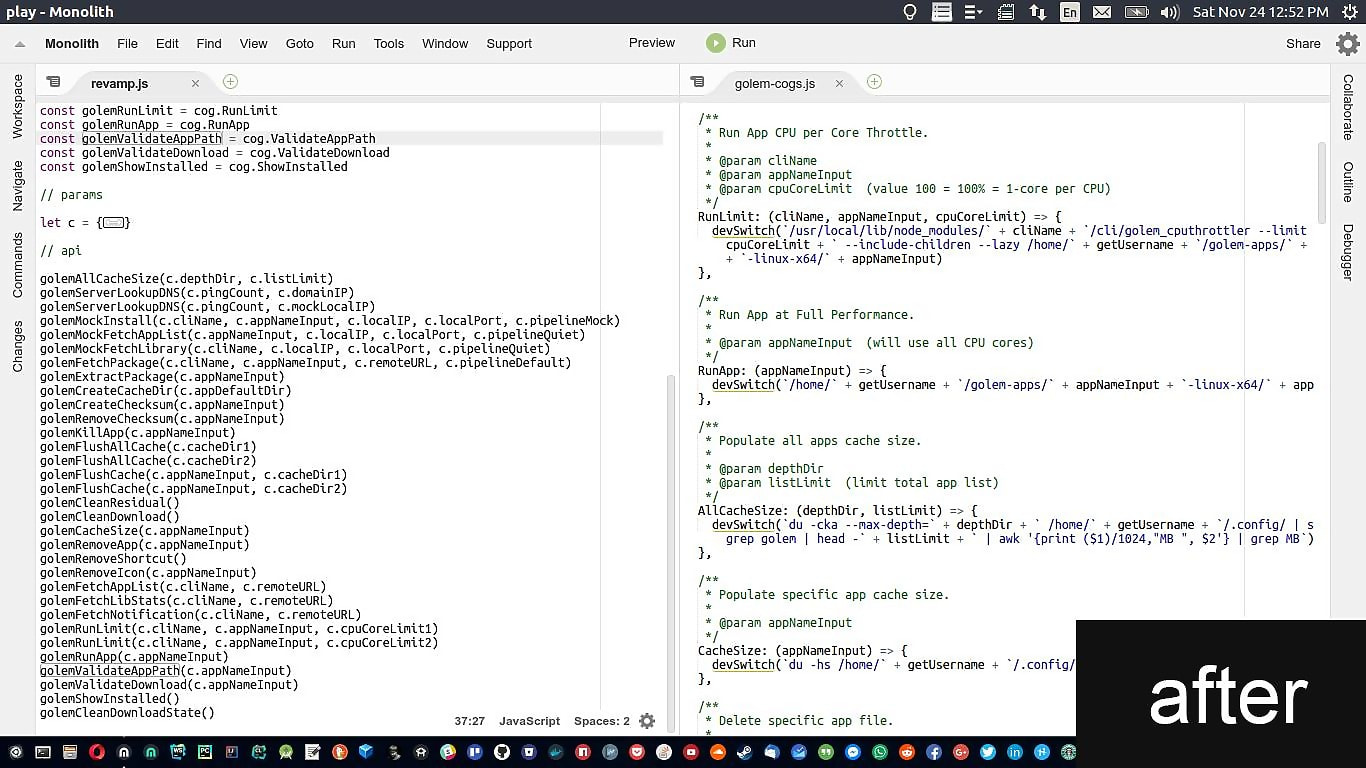 play - Monolith
En
Sat Nov 24 12:52 PM
Monolith File Edit Find View Goto Run Tools Window Support Preview Run Share
Workspace
Navigate
Commands
Changes
revamp.js
const golemRunLimit = cog.RunLimit
const golemRunApp = cog.RunApp
const golemValidateAppPath = cog.ValidateAppPath
const golemValidateDownload = cog.ValidateDownload
const golemShowInstalled = cog.ShowInstalled
// params
let c = {}
// api
golemAllCacheSize(c.depthDir, c.listLimit)
golemServerLookupDNS(c.pingCount, c.domainIP)
golemServerLookupDNS(c.pingCount, c.mockLocalIP)
golemMockInstall(c.cliName, c.appNameInput, c.localIP, c.localPort, c.pipelineMock)
golemMockFetchAppList(c.appNameInput, c.localIP, c.localPort, c.pipelineQuiet)
golemMockFetchLibrary(c.cliName, c.localIP, c.localPort, c.pipelineQuiet)
golemFetchPackage(c.cliName, c.appNameInput, c.remoteURL, c.pipelineDefault)
golemExtractPackage(c.appNameInput)
golemCreateCacheDir(c.appDefaultDir)
golemCreateChecksum(c.appNameInput)
golemRemoveChecksum(c.appNameInput)
golemKillApp(c.appNameInput)
golemFlushAllCache(c.cacheDir1)
golemFlushAllCache(c.cacheDir2)
golemFlushCache(c.appNameInput, c.cacheDir1)
golemFlushCache(c.appNameInput, c.cacheDir2)
golemCleanResidual()
golemCleanDownload()
golemCacheSize(c.appNameInput)
golemRemoveApp(c.appNameInput)
golemRemoveShortcut()
golemRemoveIcon(c.appNameInput)
golemFetchAppList(c.cliName, c.remoteURL)
golemFetchLibStats(c.cliName, c.remoteURL)
golemFetchNotification(c.cliName, c.remoteURL)
golemRunLimit(c.cliName, c.appNameInput, c.cpuCoreLimit1)
golemRunLimit(c.cliName, c.appNameInput, c.cpuCoreLimit2)
golemRunApp(c.appNameInput)
golemValidateAppPath(c.appNameInput)
golemValidateDownload(c.appNameInput)
golemShowInstalled()
golemCleanDownloadState()
37:27 JavaScript Spaces: 2
golem-cogs.js
/**
* Run App CPU per Core Throttle.
*
* @param cliName
* @param appNameInput
* @param cpuCoreLimit (value 100 = 100% = 1-core per CPU)
*/
RunLimit: (cliName, appNameInput, cpuCoreLimit) => {
devSwitch(`/usr/local/lib/node_modules/` + cliName + `/cli/golem_cputhrottler --limit
cpuCoreLimit + ` --include-children --lazy /home/` + getUsername + `/golem-apps/` +
+ `-linux-x64/` + appNameInput)
},
/**
* Run App at Full Performance.
*
* @param appNameInput (will use all CPU cores)
*/
RunApp: (appNameInput) => {
devSwitch(`/home/` + getUsername + `/golem-apps/` + appNameInput + `-linux-x64/` + app
},
/**
* Populate all apps cache size.
*
* @param depthDir
* @param listLimit (limit total app list)
*/
AllCacheSize: (depthDir, listLimit) => {
devSwitch(`du -cka --max-depth=` + depthDir + ` /home/` + getUsername + `/.config/ | s
grep golem | head -` + listLimit + ` | awk '{print ($1)/1024,"MB ", $2'} | grep MB`)
},
/**
* Populate specific app cache size.
*
* @param appNameInput
*/
CacheSize: (appNameInput) => {
devSwitch(`du -hs /home/` + getUsername + `/.config/
},
/**
* Delete specific app file.
*
Collaborate
Outline
Debugger
after